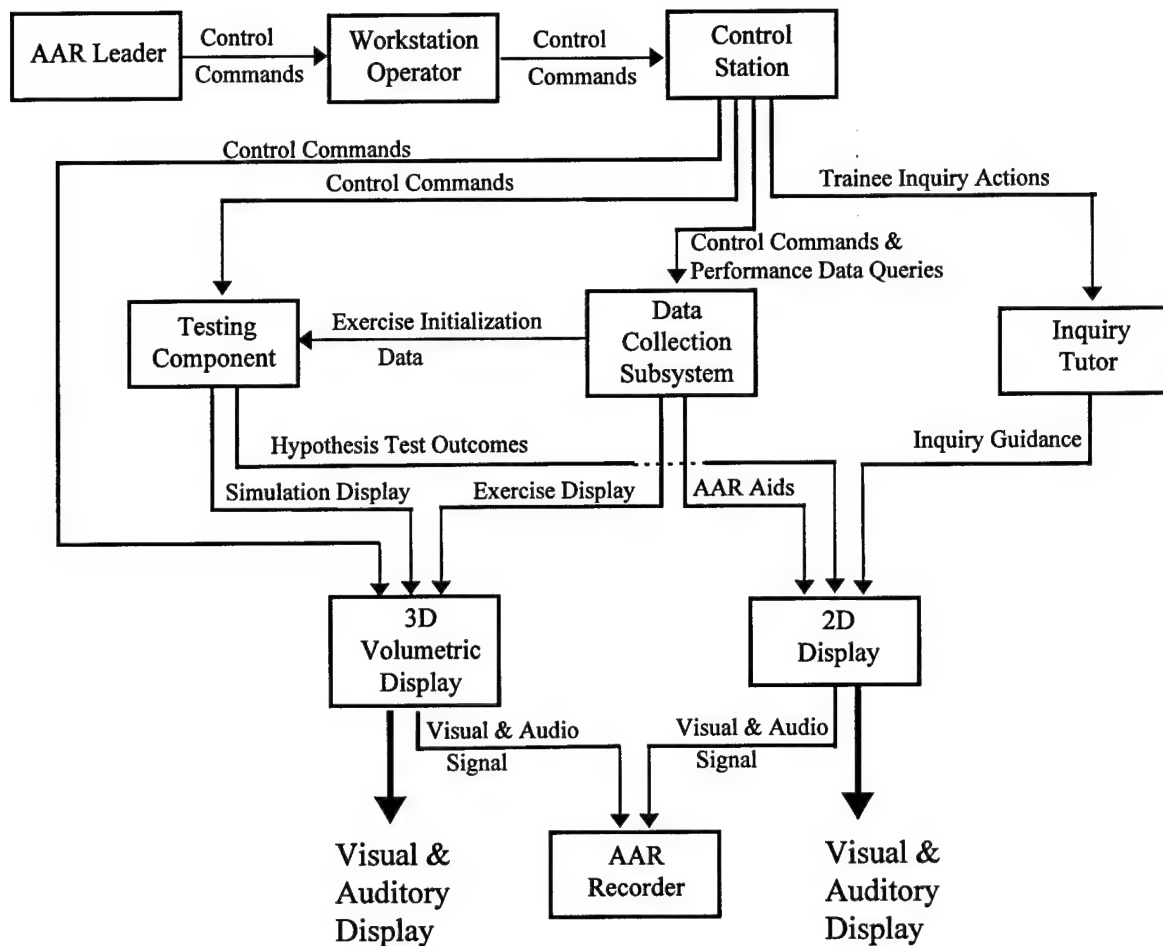 AAR Leader
Control
Commands
Workstation
Operator
Control
Commands
Control
Station
Control Commands
Control Commands
Trainee Inquiry Actions
Control Commands &
Performance Data Queries
Testing
Component
Exercise Initialization
Data
Data
Collection
Subsystem
Inquiry
Tutor
Hypothesis Test Outcomes
Inquiry Guidance
Simulation Display
Exercise Display
AAR Aids
3D
Volumetric
Display
2D
Display
Visual & Audio
Signal
Visual & Audio
Signal
Visual &
Auditory
Display
AAR
Recorder
Visual &
Auditory
Display